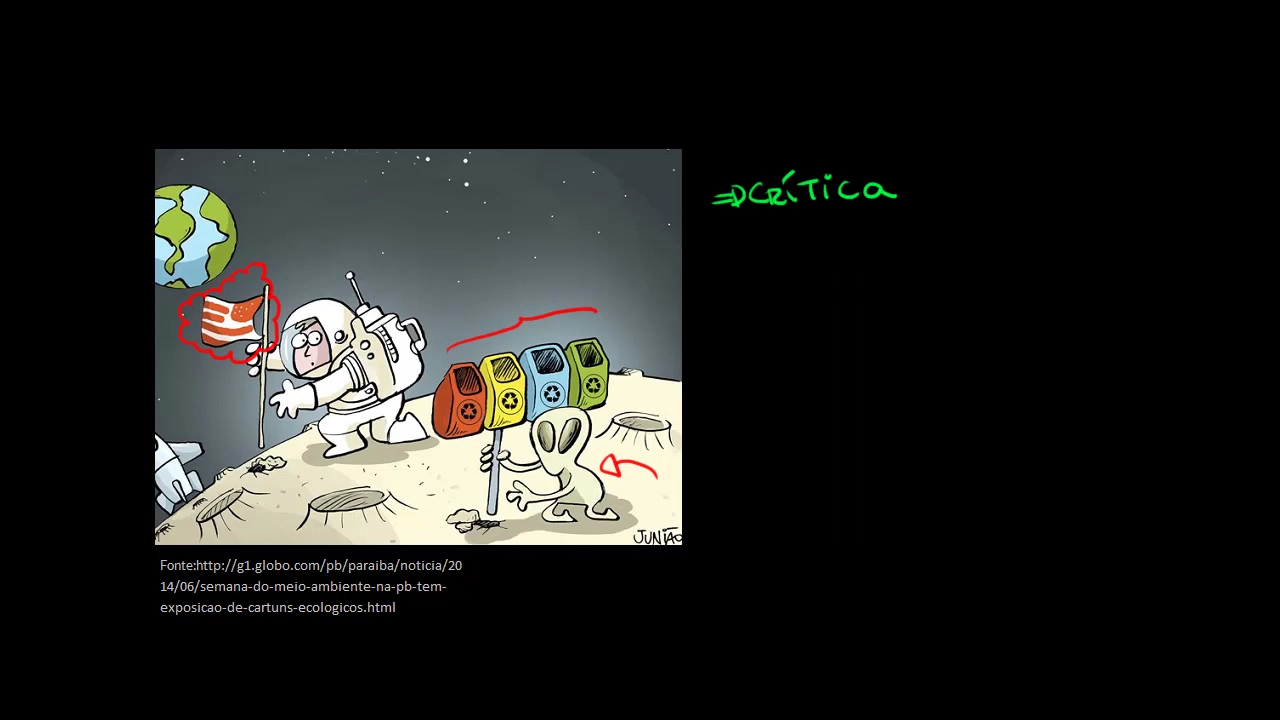 ⇒CRÍTICA
JUNIÃO
Fonte:http://g1.globo.com/pb/paraiba/noticia/20
14/06/semana-do-meio-ambiente-na-pb-tem-
exposicao-de-cartuns-ecologicos.html